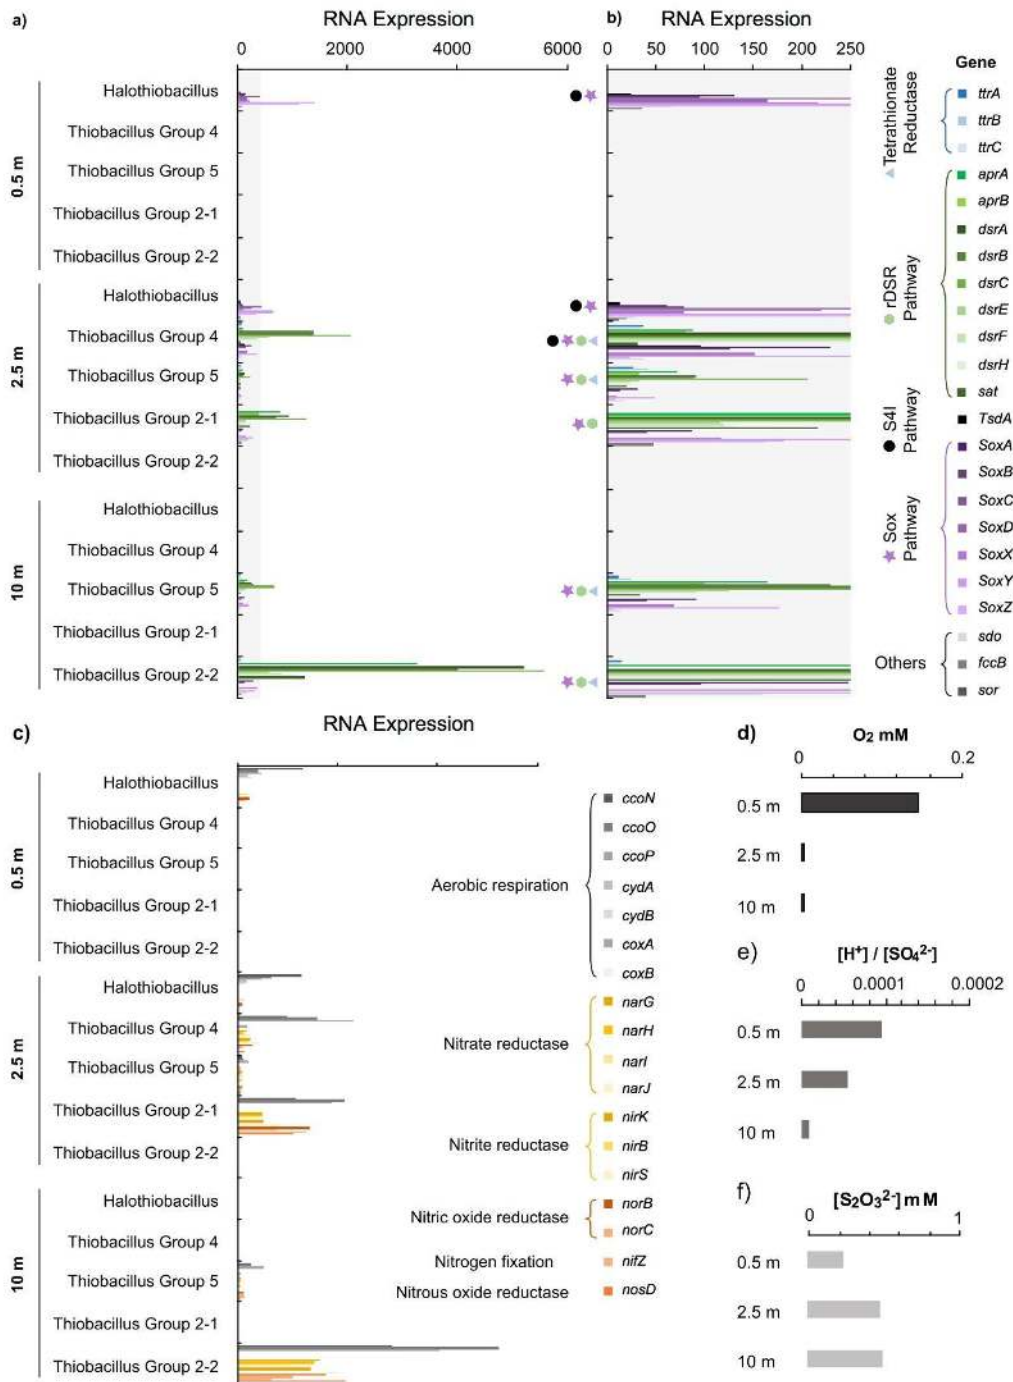 a)
RNA Expression
0 2000 4000 6000
0.5 m
Halothiobacillus
Thiobacillus Group 4
Thiobacillus Group 5
Thiobacillus Group 2-1
Thiobacillus Group 2-2
2.5 m
Halothiobacillus
Thiobacillus Group 4
Thiobacillus Group 5
Thiobacillus Group 2-1
Thiobacillus Group 2-2
10 m
Halothiobacillus
Thiobacillus Group 4
Thiobacillus Group 5
Thiobacillus Group 2-1
Thiobacillus Group 2-2
b)
RNA Expression
0 50 100 150 200 250
Tetrathionate
Reductase
rDSR
Pathway
S4I
Pathway
Sox
Pathway
Others
Gene
ttrA
ttrB
ttrC
aprA
aprB
dsrA
dsrB
dsrC
dsrE
dsrF
dsrH
sat
TsdA
SoxA
SoxB
SoxC
SoxD
SoxX
SoxY
SoxZ
sdo
fccB
sor
c)
RNA Expression
0.5 m
Halothiobacillus
Thiobacillus Group 4
Thiobacillus Group 5
Thiobacillus Group 2-1
Thiobacillus Group 2-2
2.5 m
Halothiobacillus
Thiobacillus Group 4
Thiobacillus Group 5
Thiobacillus Group 2-1
Thiobacillus Group 2-2
10 m
Halothiobacillus
Thiobacillus Group 4
Thiobacillus Group 5
Thiobacillus Group 2-1
Thiobacillus Group 2-2
Aerobic respiration
ccoN
ccoO
ccoP
cydA
cydB
coxA
coxB
Nitrate reductase
narG
narH
narI
narJ
Nitrite reductase
nirK
nirB
nirS
Nitric oxide reductase
norB
norC
Nitrogen fixation
nifZ
Nitrous oxide reductase
nosD
d)
O₂ mM
0 0.2
0.5 m
2.5 m
10 m
e)
[H⁺] / [SO₄²⁻]
0 0.0001 0.0002
0.5 m
2.5 m
10 m
f)
[S₂O₃²⁻] mM
0 1
0.5 m
2.5 m
10 m